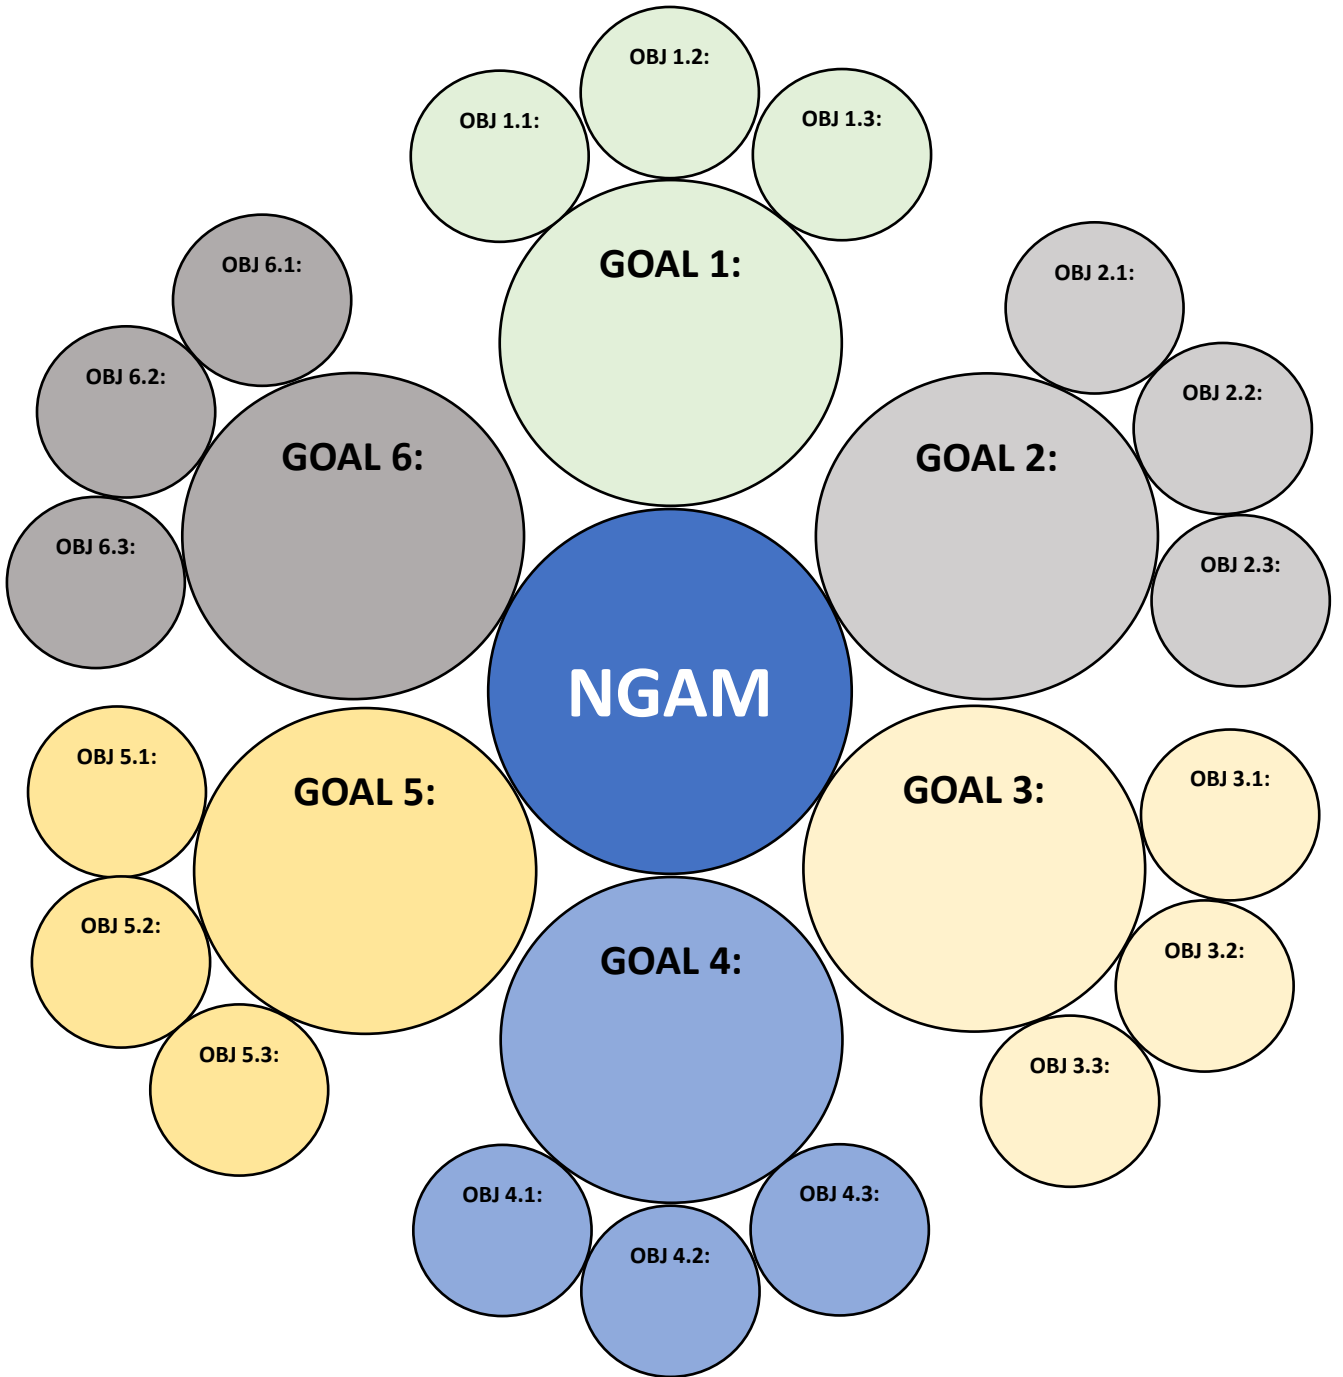 OBJ 1.1:
OBJ 1.2:
OBJ 1.3:
GOAL 1:
OBJ 2.1:
OBJ 2.2:
OBJ 2.3:
GOAL 2:
OBJ 3.1:
OBJ 3.2:
OBJ 3.3:
GOAL 3:
OBJ 4.1:
OBJ 4.2:
OBJ 4.3:
GOAL 4:
OBJ 5.1:
OBJ 5.2:
OBJ 5.3:
GOAL 5:
OBJ 6.1:
OBJ 6.2:
OBJ 6.3:
GOAL 6:
NGAM